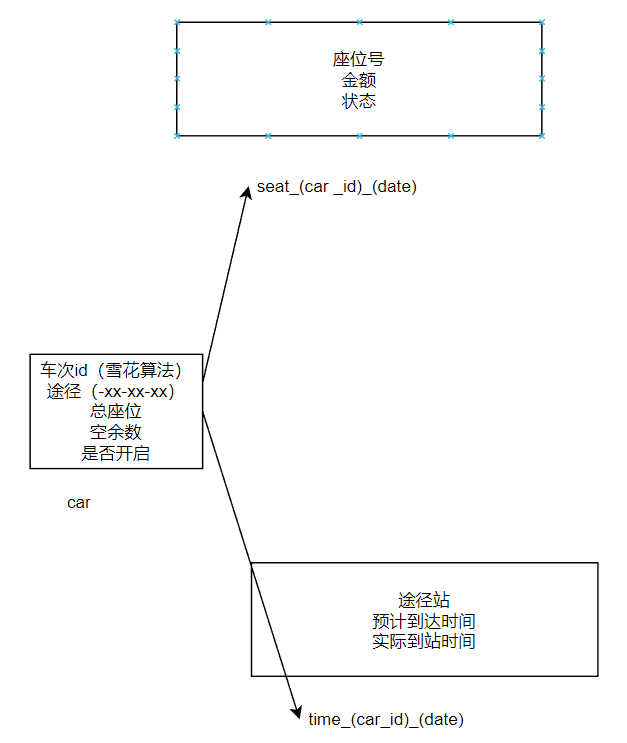 座位号
金额
状态
seat_(car _id)_(date)
车次id（雪花算法）
途径（-xx-xx-xx）
总座位
空余数
是否开启
car
途径站
预计到达时间
实际到站时间
time_(car_id)_(date)